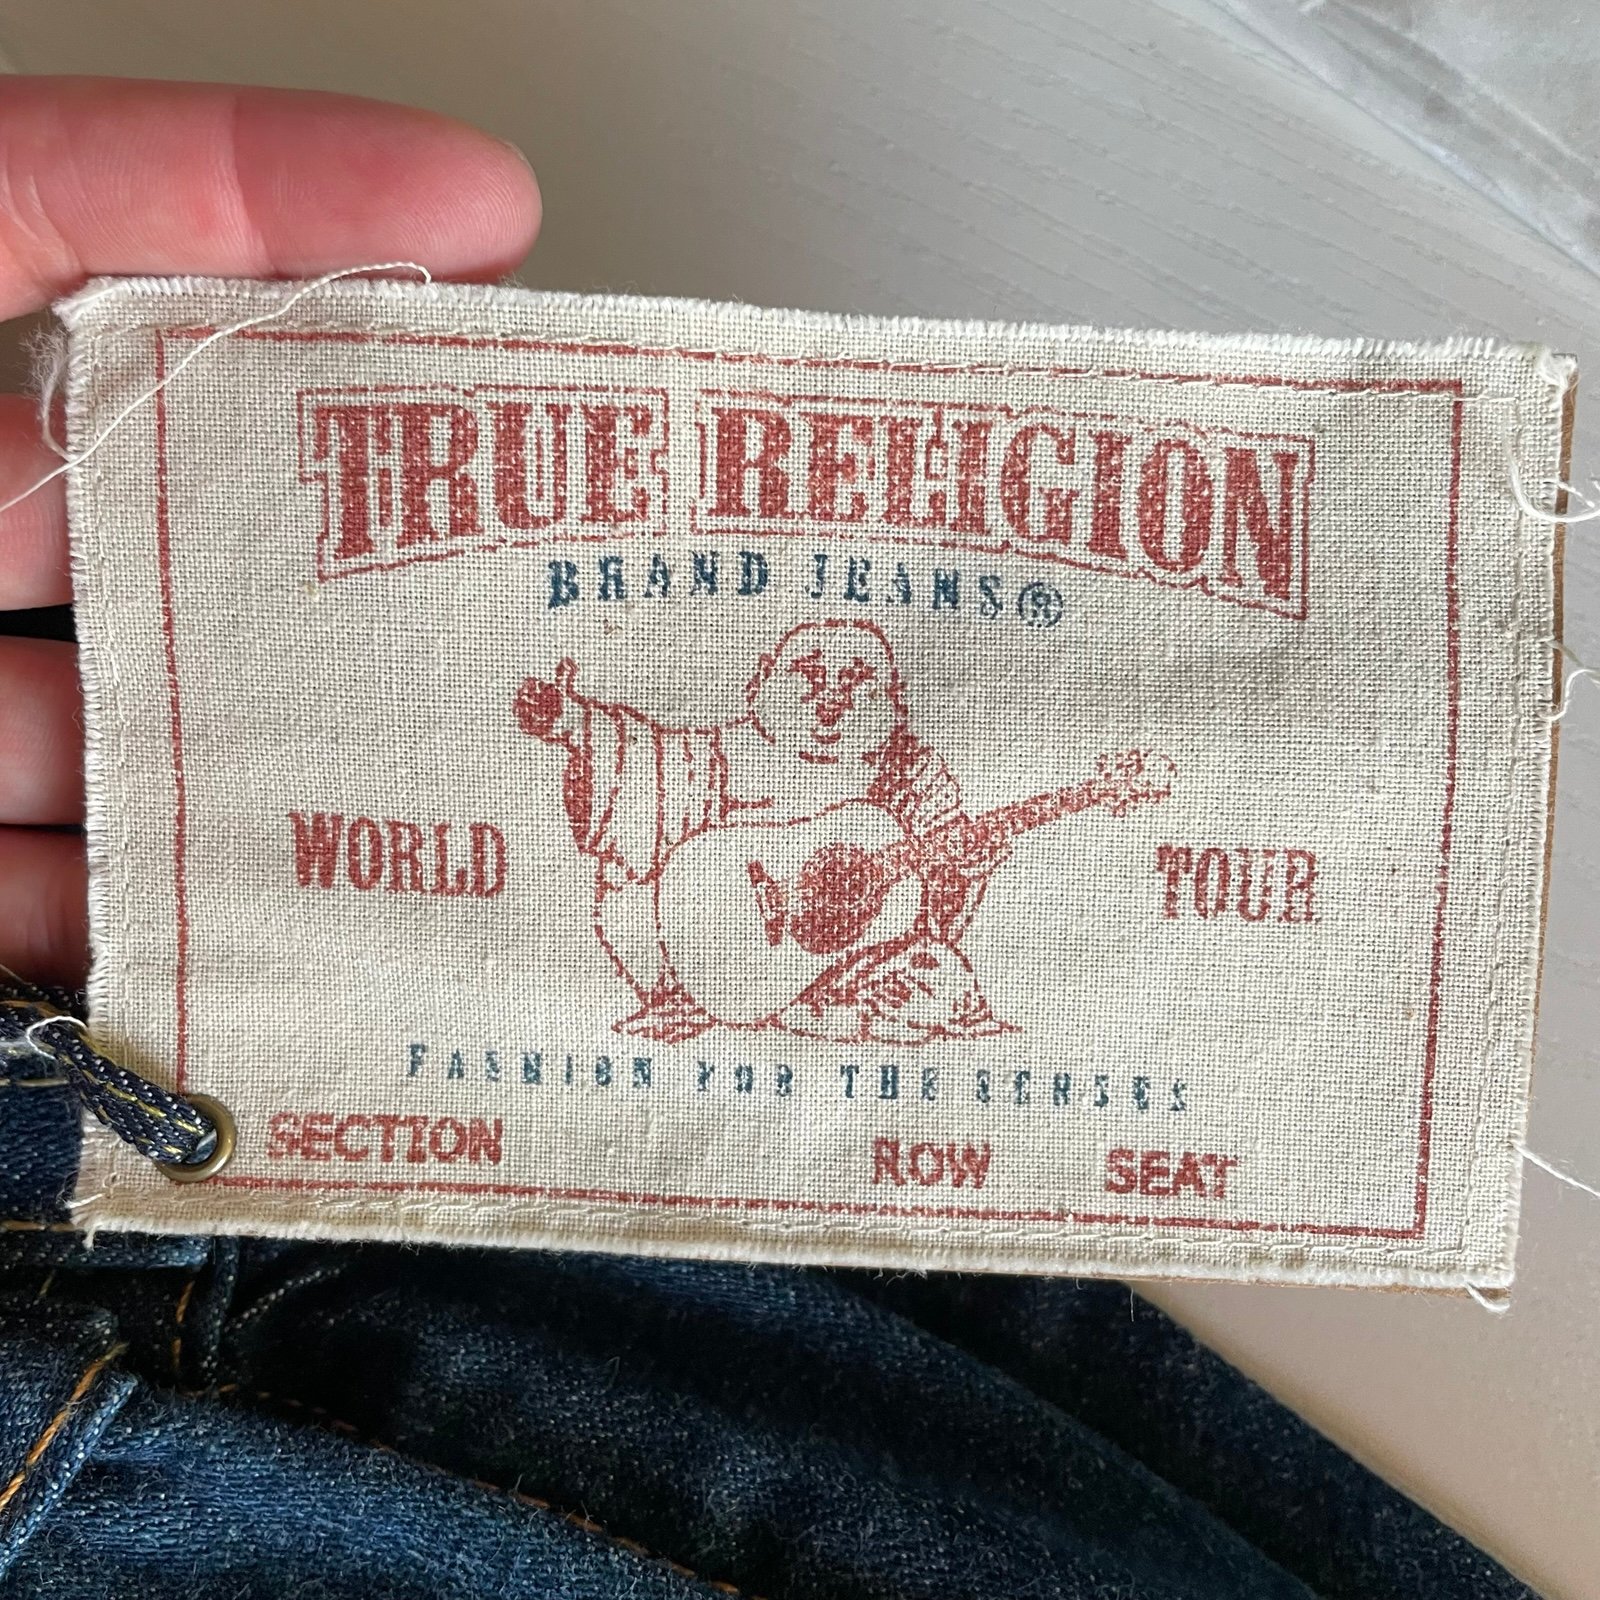 TRUE RELIGION
BRAND JEANS®
WORLD TOUR
FASHION FOR THE SENSES
SECTION ROW SEAT